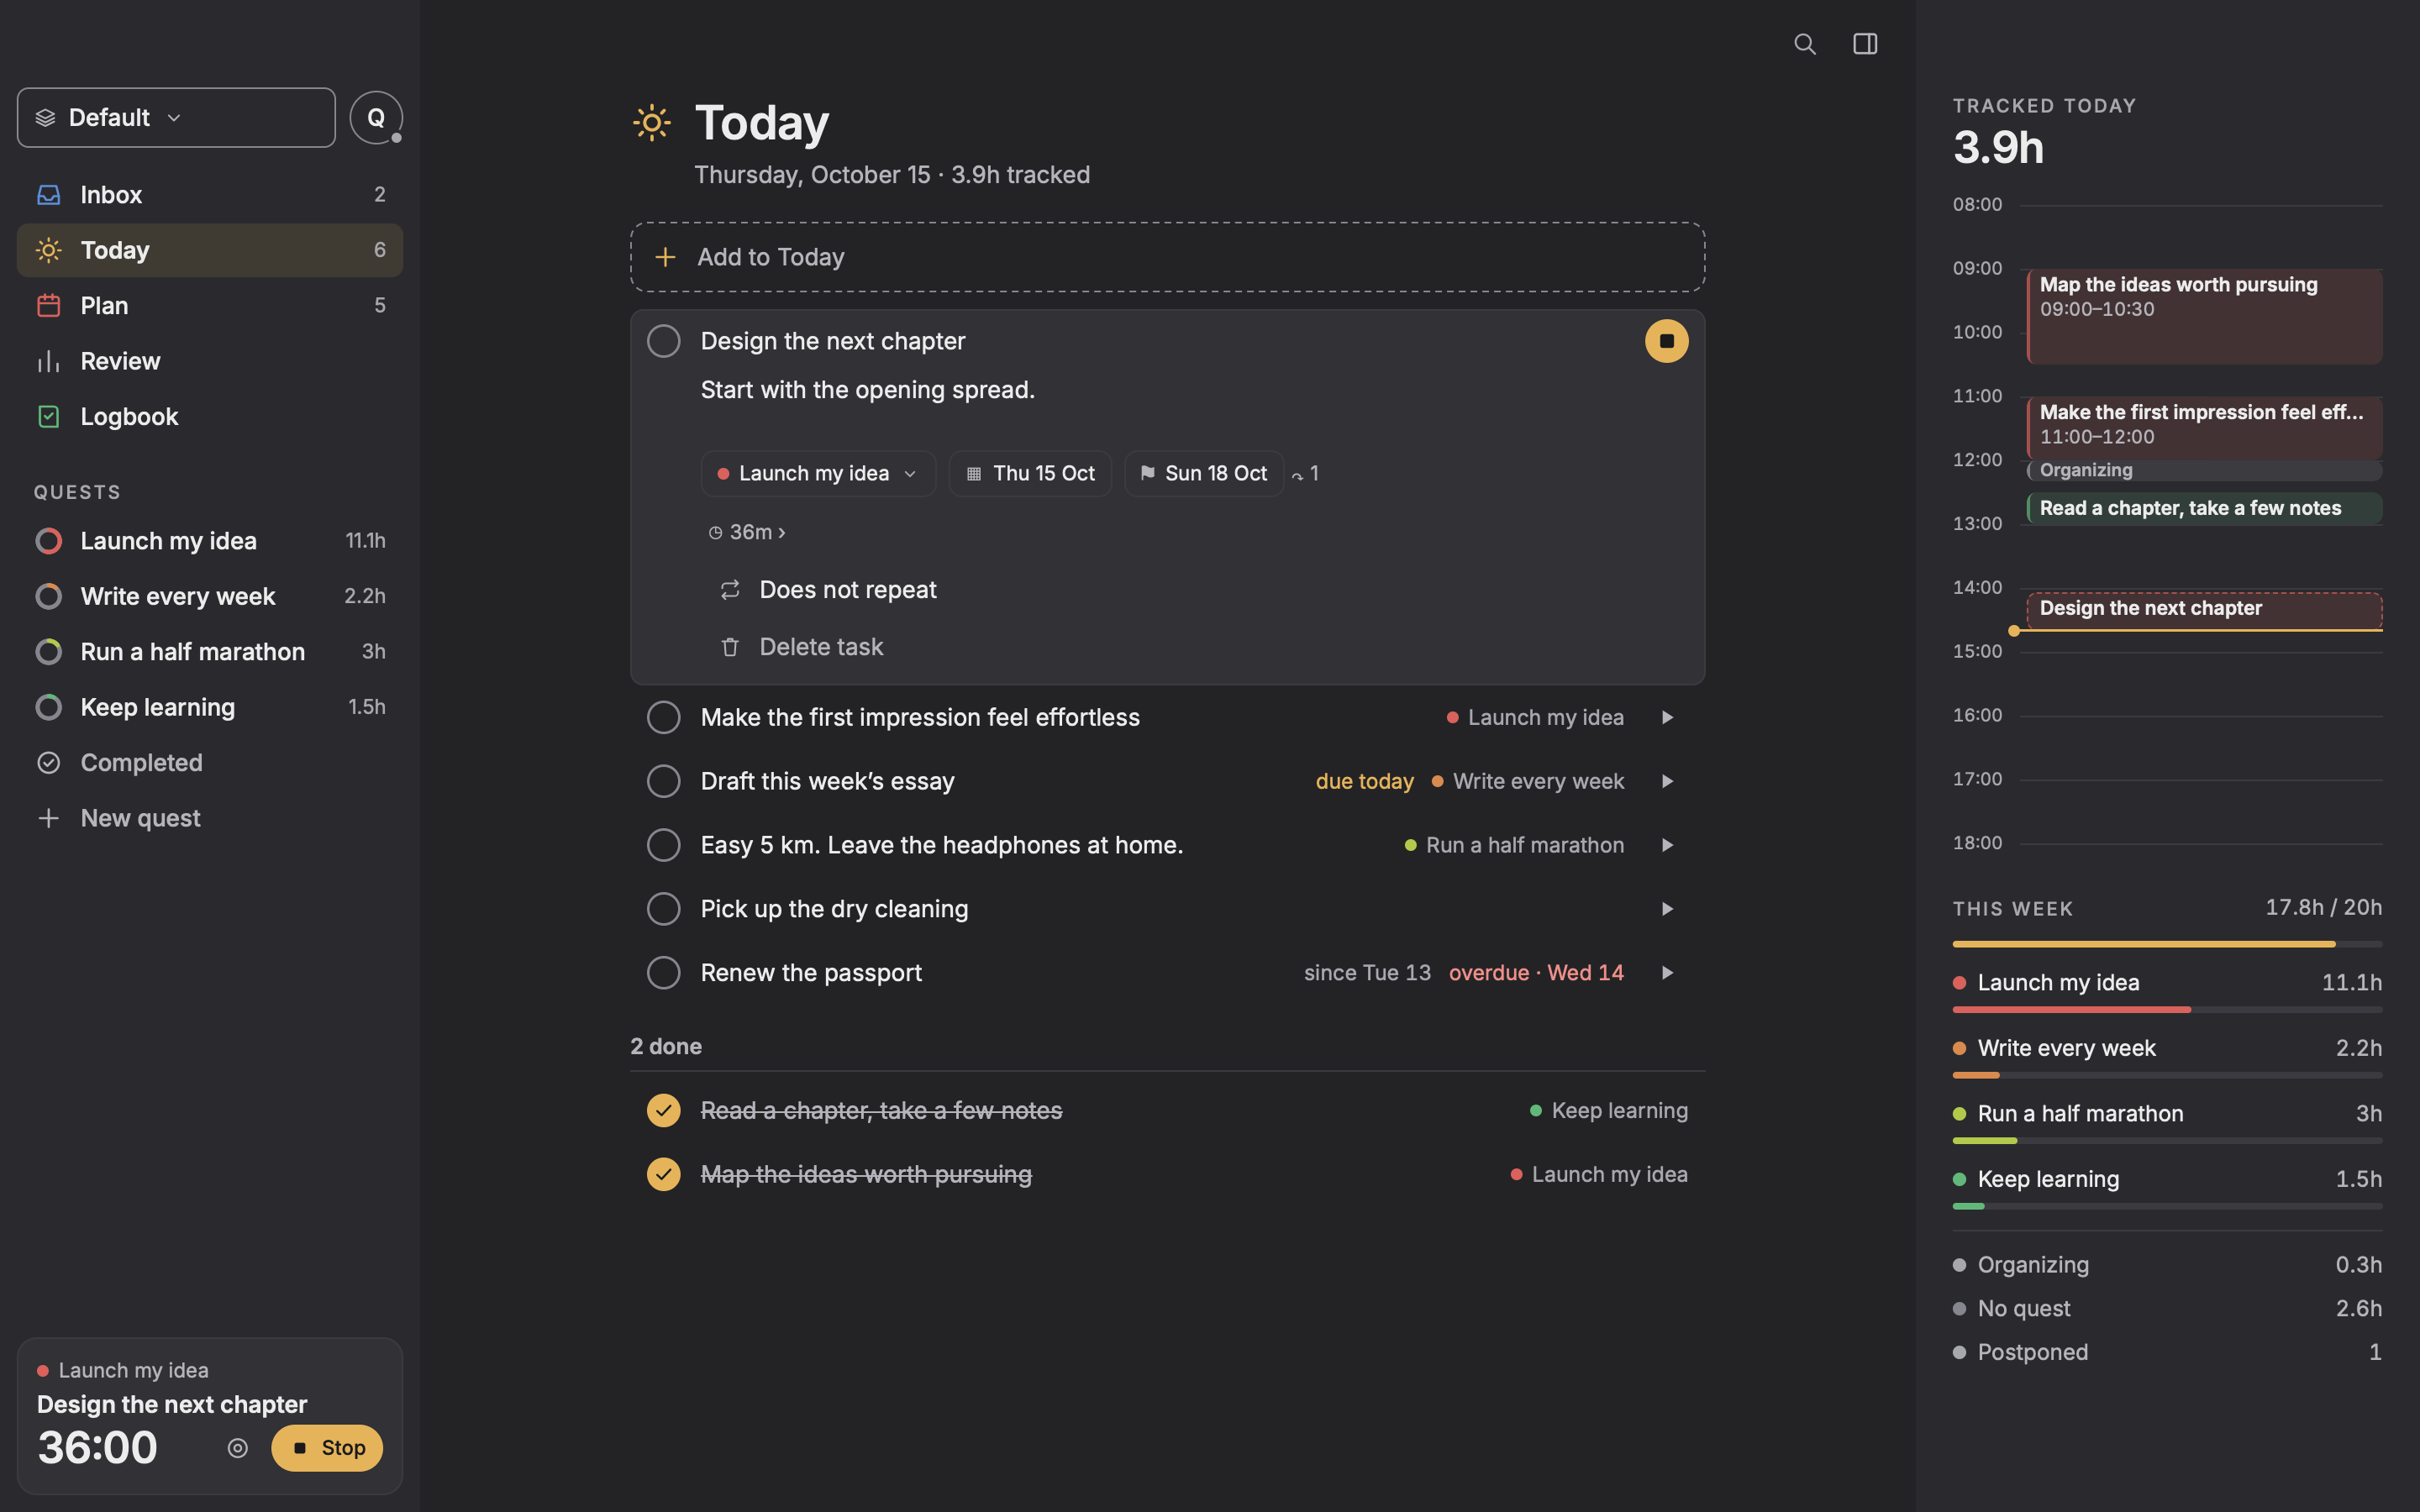 Default
Q
Inbox 2
Today 6
Plan 5
Review
Logbook
QUESTS
Launch my idea 11.1h
Write every week 2.2h
Run a half marathon 3h
Keep learning 1.5h
Completed
New quest
Launch my idea
Design the next chapter
36:00 Stop
Today
Thursday, October 15 · 3.9h tracked
Add to Today
Design the next chapter
Start with the opening spread.
Launch my idea Thu 15 Oct Sun 18 Oct 1
36m ›
Does not repeat
Delete task
Make the first impression feel effortless Launch my idea
Draft this week’s essay due today Write every week
Easy 5 km. Leave the headphones at home. Run a half marathon
Pick up the dry cleaning
Renew the passport since Tue 13 overdue · Wed 14
2 done
Read a chapter, take a few notes Keep learning
Map the ideas worth pursuing Launch my idea
TRACKED TODAY
3.9h
08:00
09:00
Map the ideas worth pursuing
09:00–10:30
10:00
11:00
Make the first impression feel eff...
11:00–12:00
12:00
Organizing
Read a chapter, take a few notes
13:00
14:00
Design the next chapter
15:00
16:00
17:00
18:00
THIS WEEK 17.8h / 20h
Launch my idea 11.1h
Write every week 2.2h
Run a half marathon 3h
Keep learning 1.5h
Organizing 0.3h
No quest 2.6h
Postponed 1